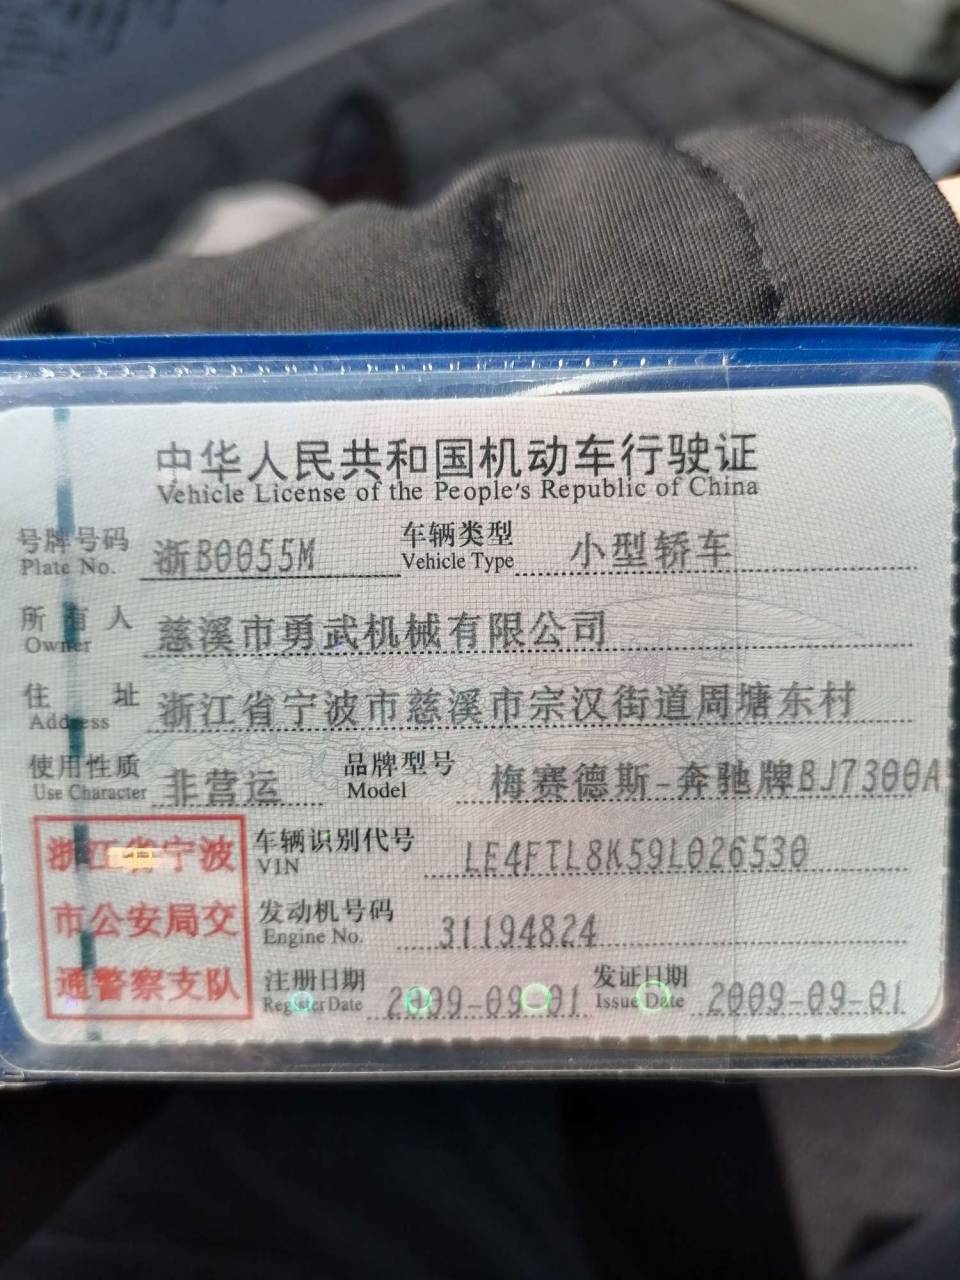 中华人民共和国机动车行驶证
Vehicle License of the People's Republic of China
号牌号码 浙B0055M 车辆类型 小型轿车
Plate No. Vehicle Type
所有人 慈溪市勇武机械有限公司
Owner
住址 浙江省宁波市慈溪市宗汉街道周塘东村
Address
使用性质 非营运 品牌型号 梅赛德斯-奔驰牌BJ7300A
Use Character Model
浙江省宁波 车辆识别代号 LE4FTL8K59L026530
VIN
市公安局交 发动机号码 31194824
Engine No.
通警察支队 注册日期 2009-09-01 发证日期 2009-09-01
Register Date Issue Date